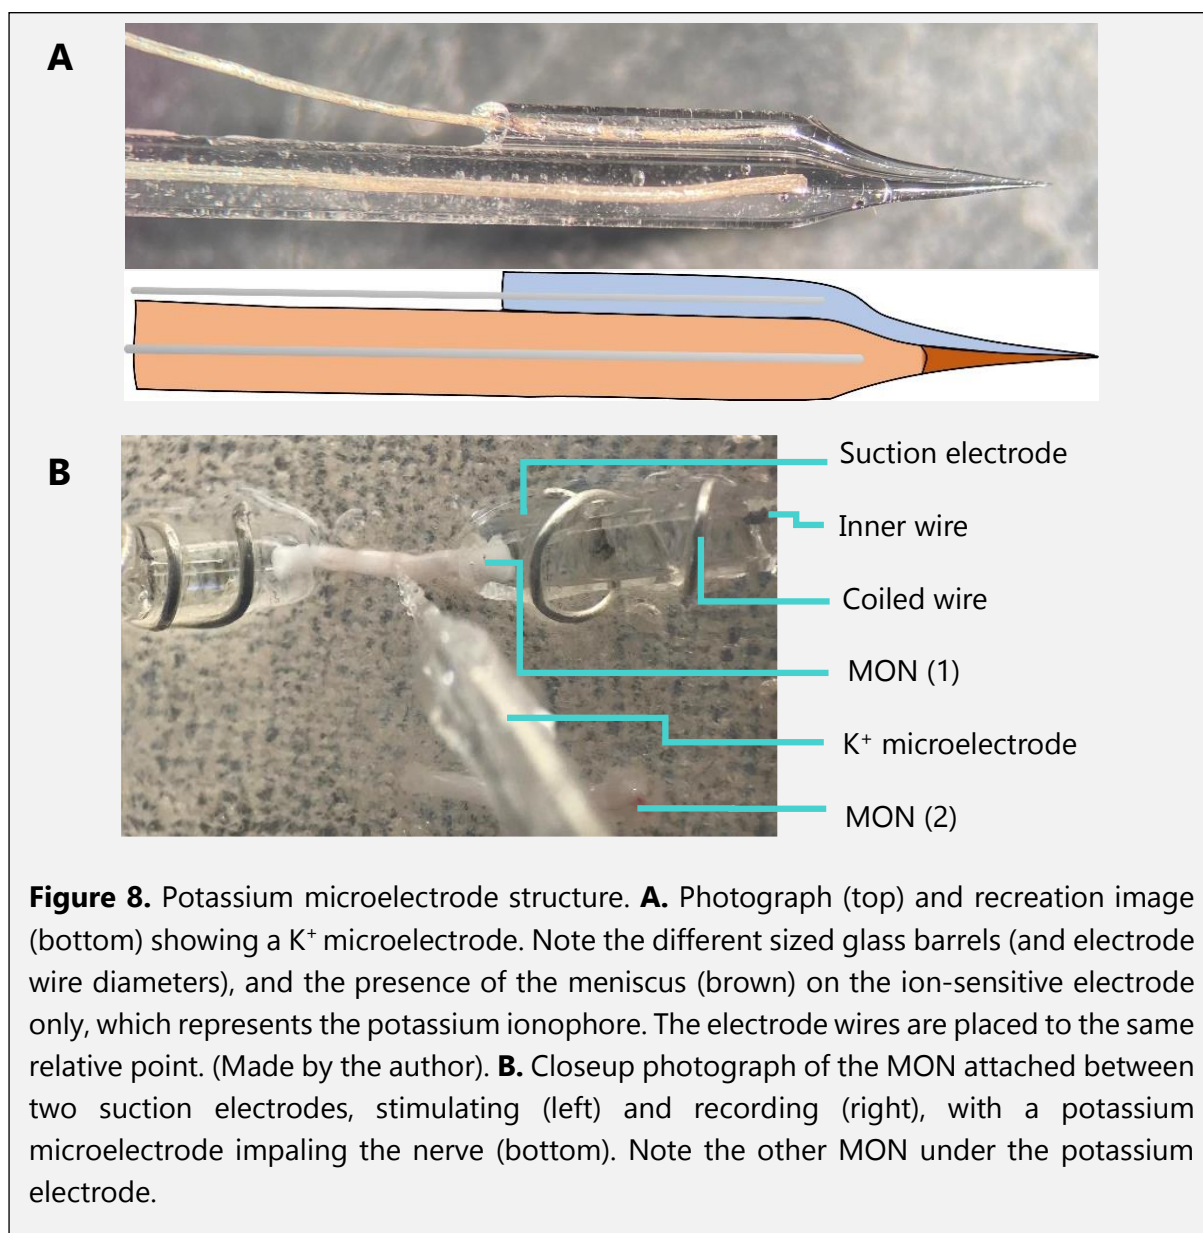 A
B
Suction electrode
Inner wire
Coiled wire
MON (1)
K⁺ microelectrode
MON (2)
Figure 8. Potassium microelectrode structure. A. Photograph (top) and recreation image
(bottom) showing a K⁺ microelectrode. Note the different sized glass barrels (and electrode
wire diameters), and the presence of the meniscus (brown) on the ion-sensitive electrode
only, which represents the potassium ionophore. The electrode wires are placed to the same
relative point. (Made by the author). B. Closeup photograph of the MON attached between
two suction electrodes, stimulating (left) and recording (right), with a potassium
microelectrode impaling the nerve (bottom). Note the other MON under the potassium
electrode.